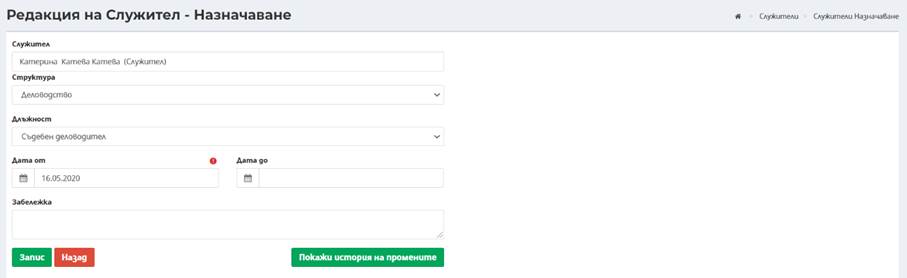 Редакция на Служител - Назначаване
Служители Служители Назначаване
Служител
Катерина Катева Катева (Служител)
Структура
Деловодство
Длъжност
Съдебен деловодител
Дата от Дата до
16.05.2020
Забележка
Запис Назад Покажи история на промените